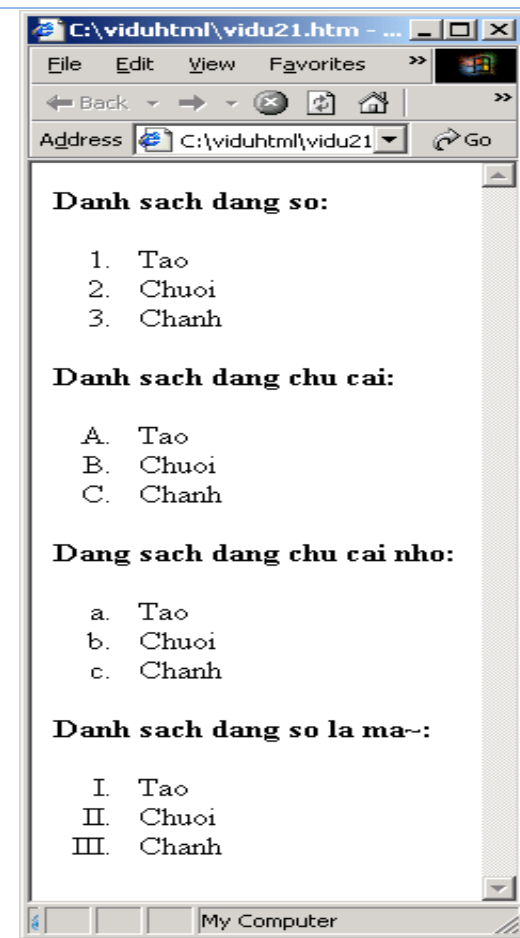 C:\viduhtml\vidu21.htm - ...
File Edit View Favorites »
Back »
Address C:\viduhtml\vidu21 Go
Danh sach dang so:
1. Tao
2. Chuoi
3. Chanh
Danh sach dang chu cai:
A. Tao
B. Chuoi
C. Chanh
Dang sach dang chu cai nho:
a. Tao
b. Chuoi
c. Chanh
Danh sach dang so la ma~:
I. Tao
II. Chuoi
III. Chanh
My Computer